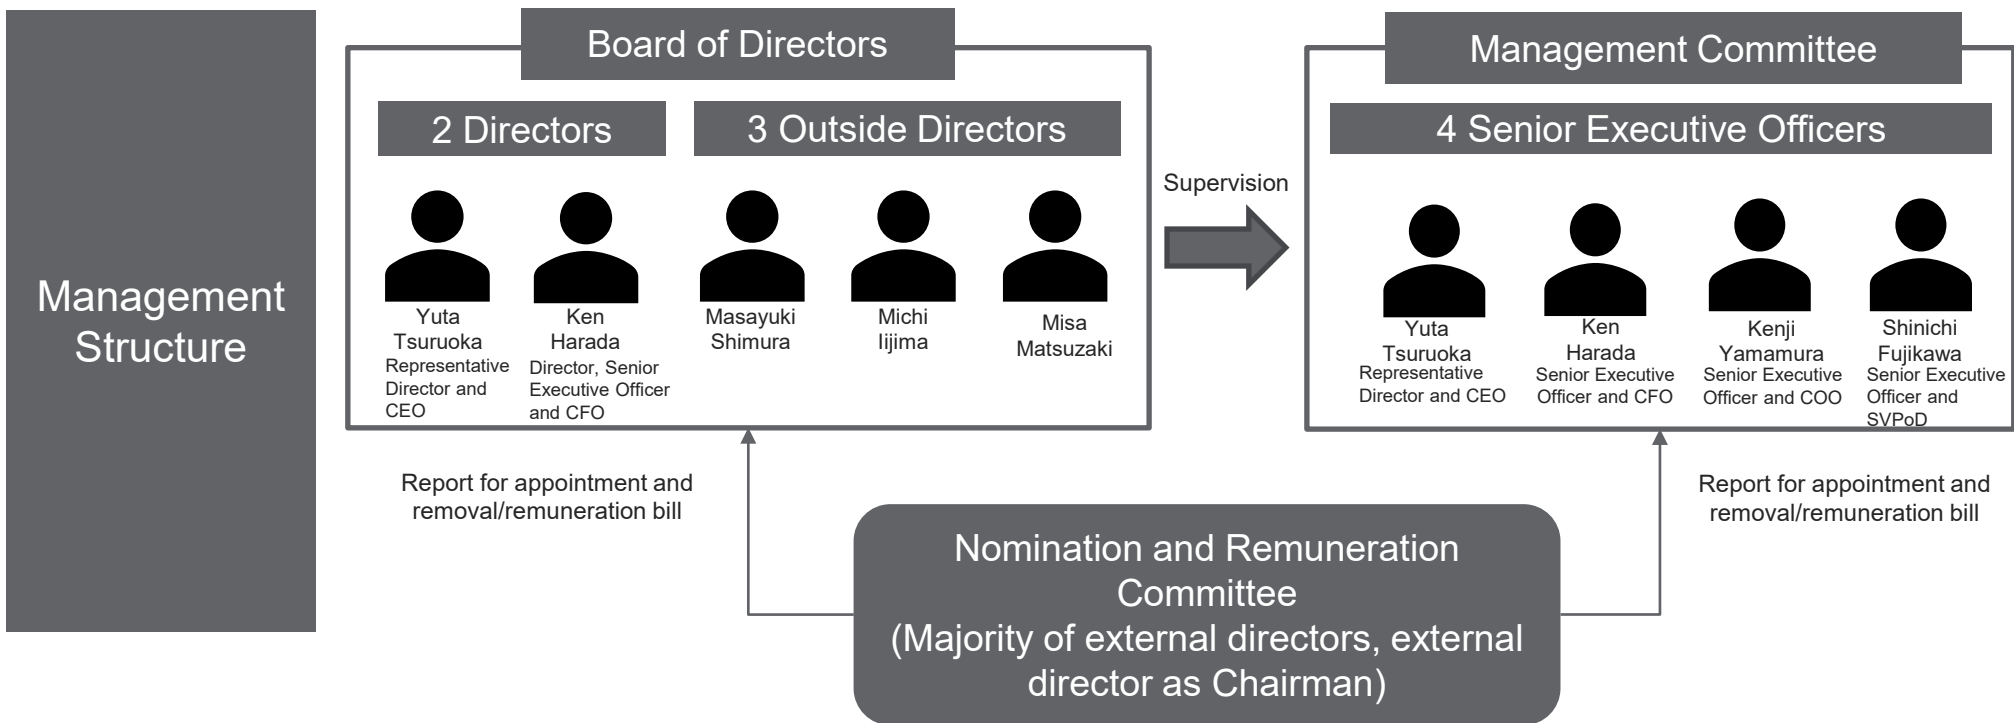 Management
Structure
Board of Directors
2 Directors
3 Outside Directors
Yuta
Tsuruoka
Representative
Director and
CEO
Ken
Harada
Director, Senior
Executive Officer
and CFO
Masayuki
Shimura
Michi
Iijima
Misa
Matsuzaki
Supervision
Management Committee
4 Senior Executive Officers
Yuta
Tsuruoka
Representative
Director and CEO
Ken
Harada
Senior Executive
Officer and CFO
Kenji
Yamamura
Senior Executive
Officer and COO
Shinichi
Fujikawa
Senior Executive
Officer and
SVPoD
Report for appointment and
removal/remuneration bill
Nomination and Remuneration
Committee
(Majority of external directors, external
director as Chairman)
Report for appointment and
removal/remuneration bill